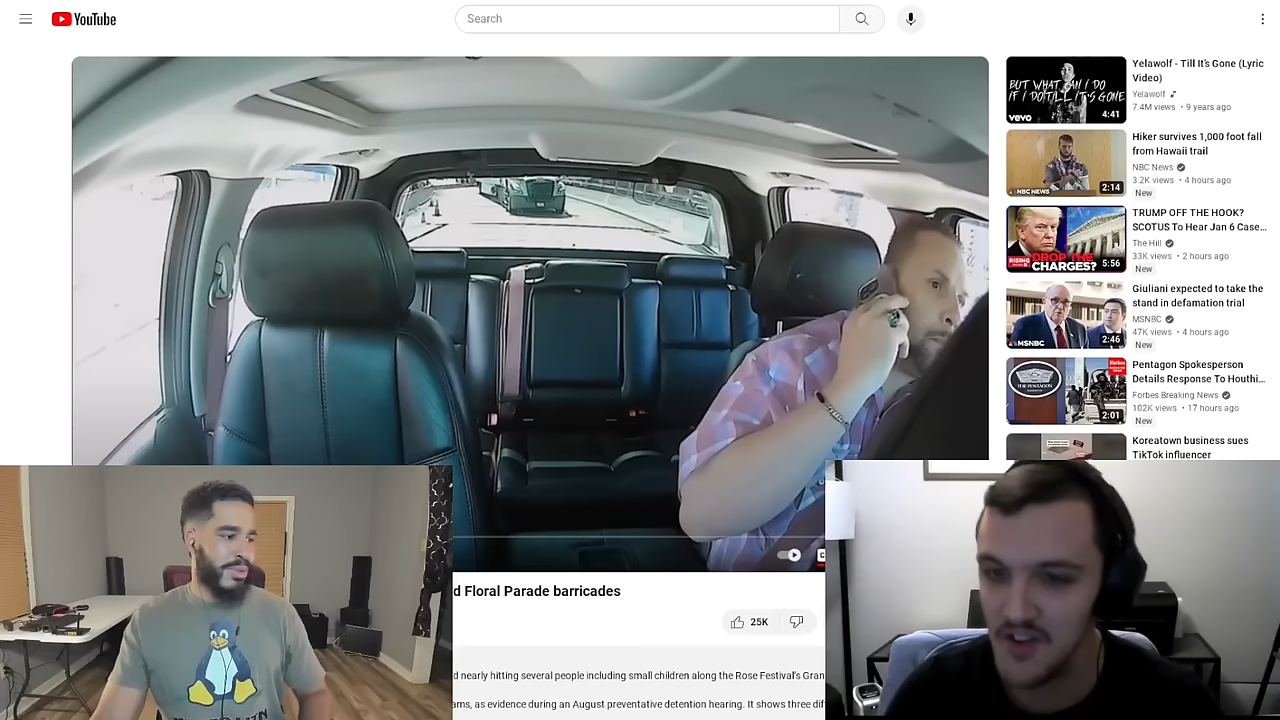 YouTube
Search
BUT WHAT CAN I DO
IF I DO TILL IT'S GONE
vevo
4:41
Yelawolf - Till It's Gone (Lyric
Video)
Yelawolf
7.4M views • 9 years ago
NBC NEWS
2:14
Hiker survives 1,000 foot fall
from Hawaii trail
NBC News
3.2K views • 4 hours ago
New
RISING
DROP THE
CHARGES?
5:56
TRUMP OFF THE HOOK?
SCOTUS To Hear Jan 6 Case…
The Hill
33K views • 2 hours ago
New
MSNBC
2:46
Giuliani expected to take the
stand in defamation trial
MSNBC
47K views • 4 hours ago
New
THE PENTAGON
2:01
Pentagon Spokesperson
Details Response To Houthi…
Forbes Breaking News
102K views • 17 hours ago
New
Koreatown business sues
TikTok influencer
d Floral Parade barricades
25K
d nearly hitting several people including small children along the Rose Festival's Gran
ams, as evidence during an August preventative detention hearing. It shows three dif